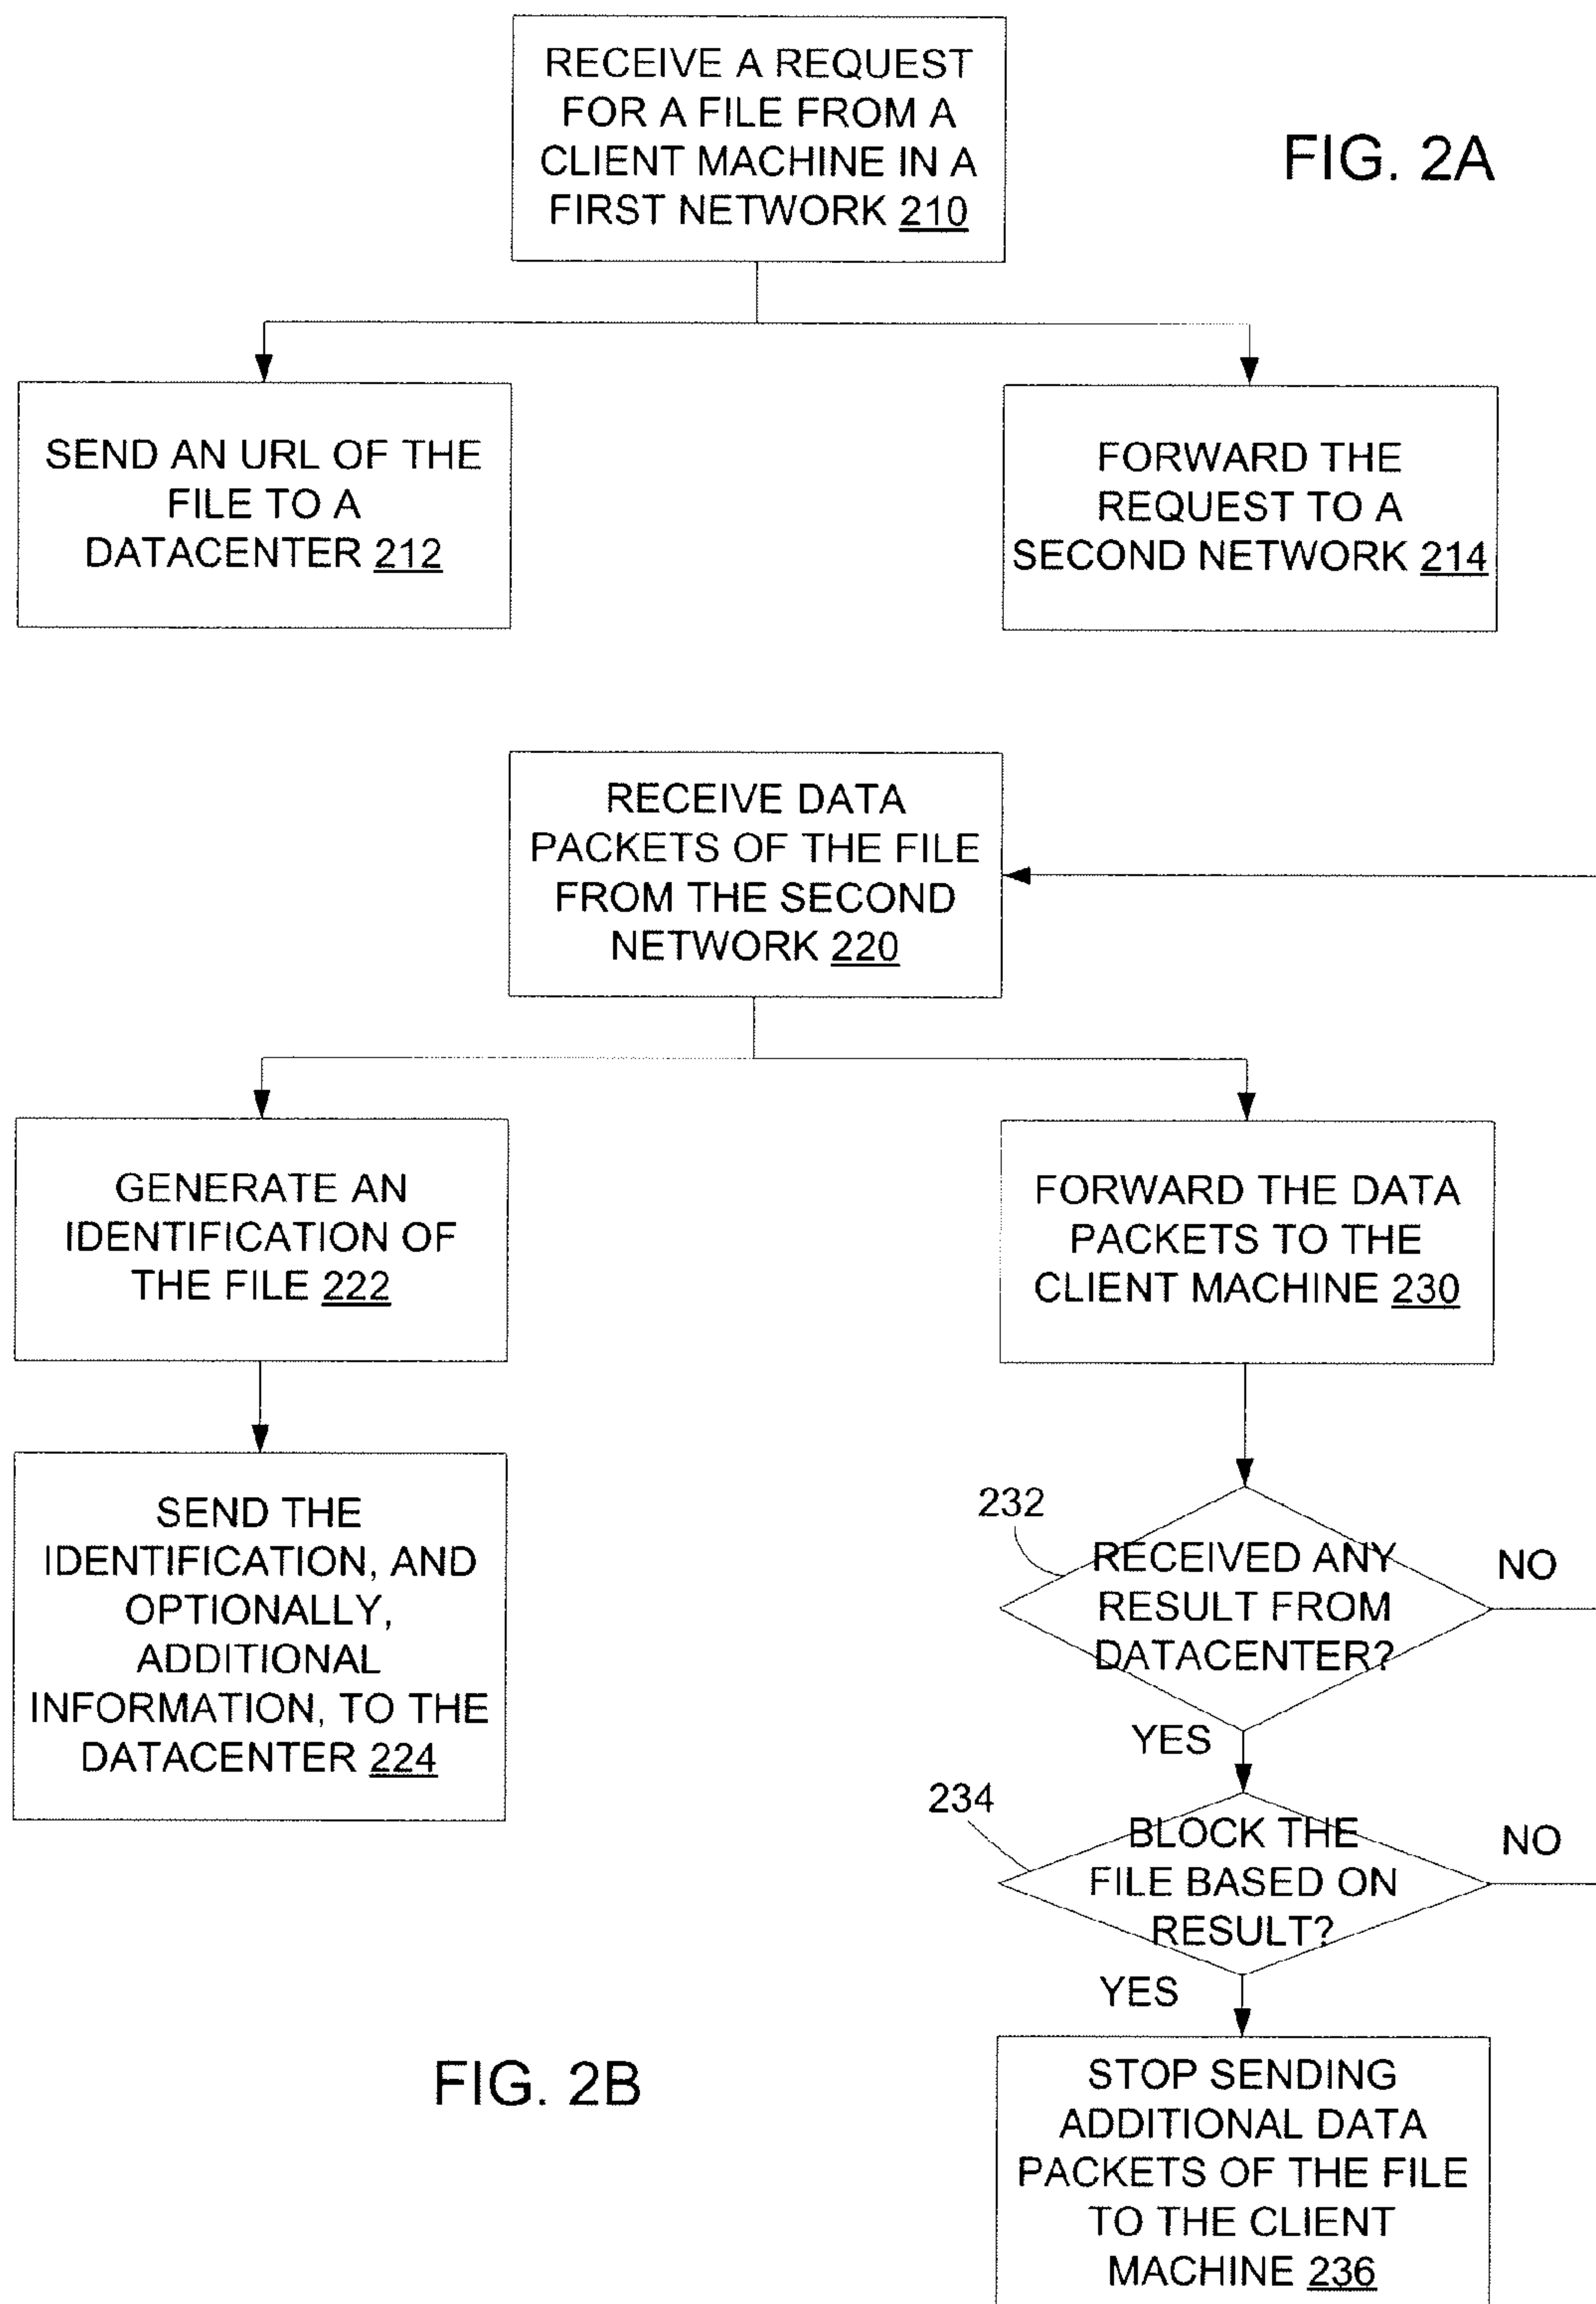 RECEIVE A REQUEST
FOR A FILE FROM A
CLIENT MACHINE IN A
FIRST NETWORK 210
FIG. 2A
SEND AN URL OF THE
FILE TO A
DATACENTER 212
FORWARD THE
REQUEST TO A
SECOND NETWORK 214
RECEIVE DATA
PACKETS OF THE FILE
FROM THE SECOND
NETWORK 220
GENERATE AN
IDENTIFICATION OF
THE FILE 222
FORWARD THE DATA
PACKETS TO THE
CLIENT MACHINE 230
SEND THE
IDENTIFICATION, AND
OPTIONALLY,
ADDITIONAL
INFORMATION, TO THE
DATACENTER 224
232
RECEIVED ANY
RESULT FROM
DATACENTER?
NO
YES
234
BLOCK THE
FILE BASED ON
RESULT?
NO
YES
STOP SENDING
ADDITIONAL DATA
PACKETS OF THE FILE
TO THE CLIENT
MACHINE 236
FIG. 2B